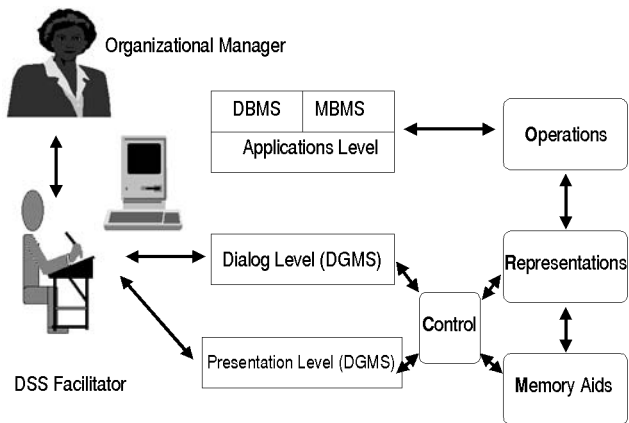 Organizational Manager
DBMS
MBMS
Applications Level
Operations
Dialog Level (DGMS)
Representations
Control
Presentation Level (DGMS)
Memory Aids
DSS Facilitator